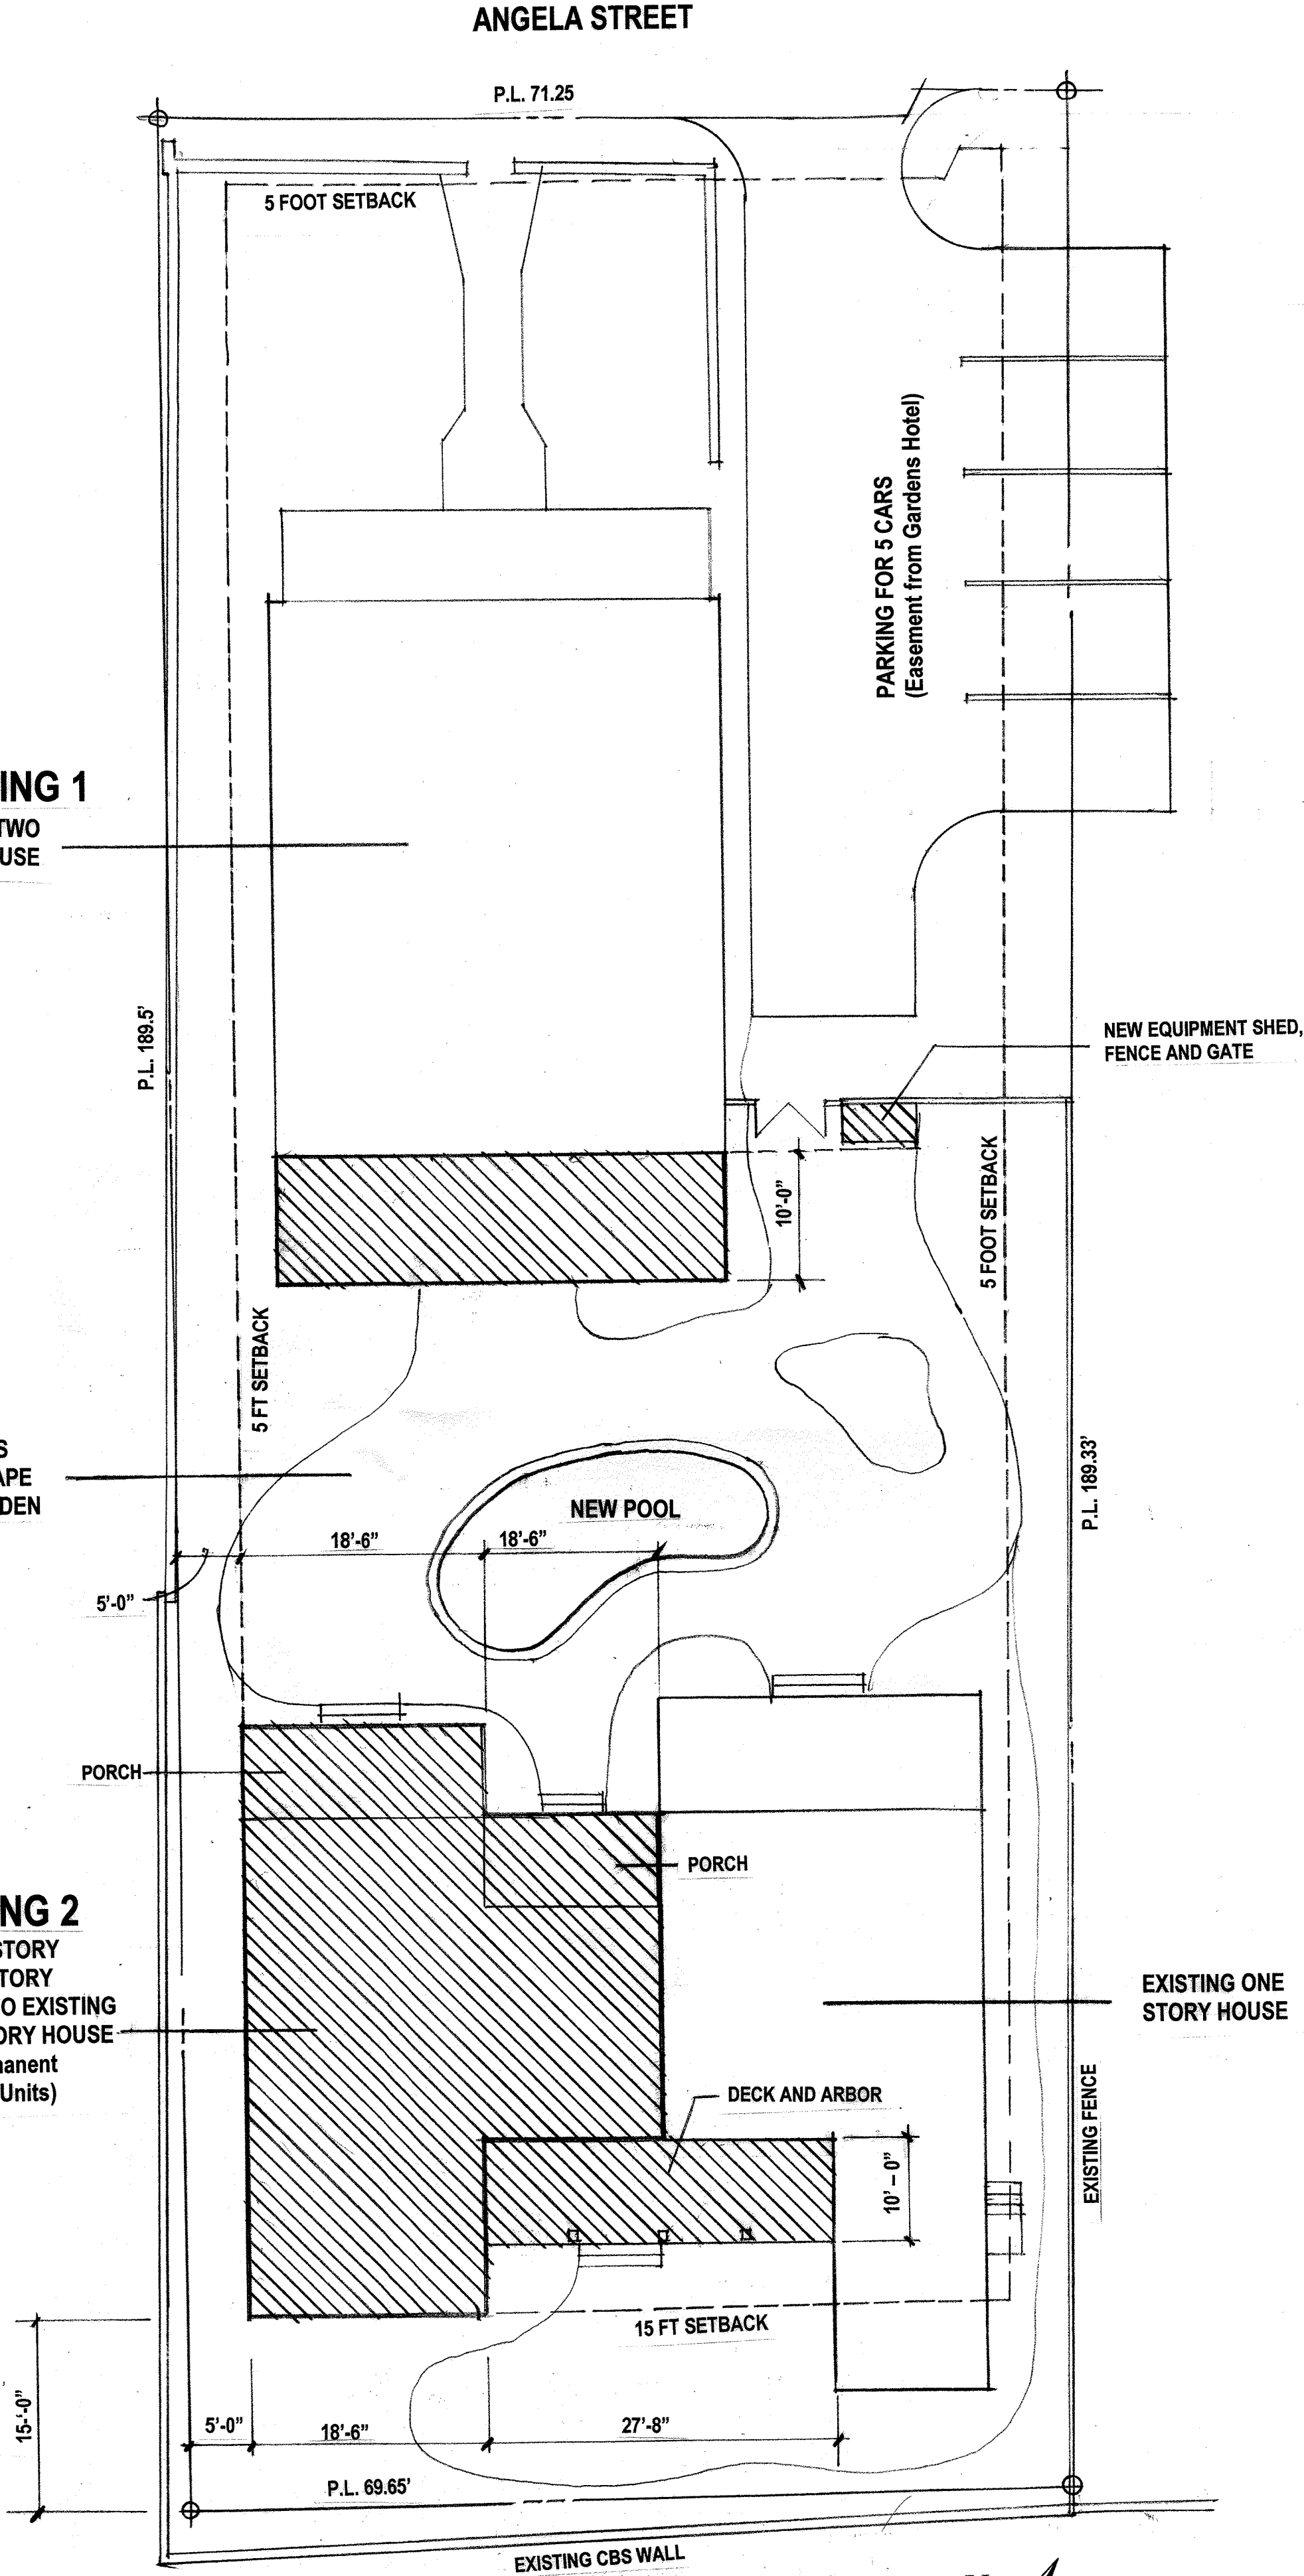 ANGELA STREET
P.L. 71.25
5 FOOT SETBACK
PARKING FOR 5 CARS
(Easement from Gardens Hotel)
ING 1
TWO
USE
P.L. 189.5'
NEW EQUIPMENT SHED,
FENCE AND GATE
10'-0"
5 FOOT SETBACK
5 FT SETBACK
S
APE
DEN
P.L. 189.33'
NEW POOL
18'-6"
18'-6"
5'-0"
PORCH
PORCH
NG 2
STORY
TORY
O EXISTING
ORY HOUSE
nanent
Units)
EXISTING ONE
STORY HOUSE
DECK AND ARBOR
EXISTING FENCE
10' – 0"
15 FT SETBACK
15-'-0"
5'-0"
18'-6"
27'-8"
P.L. 69.65'
EXISTING CBS WALL